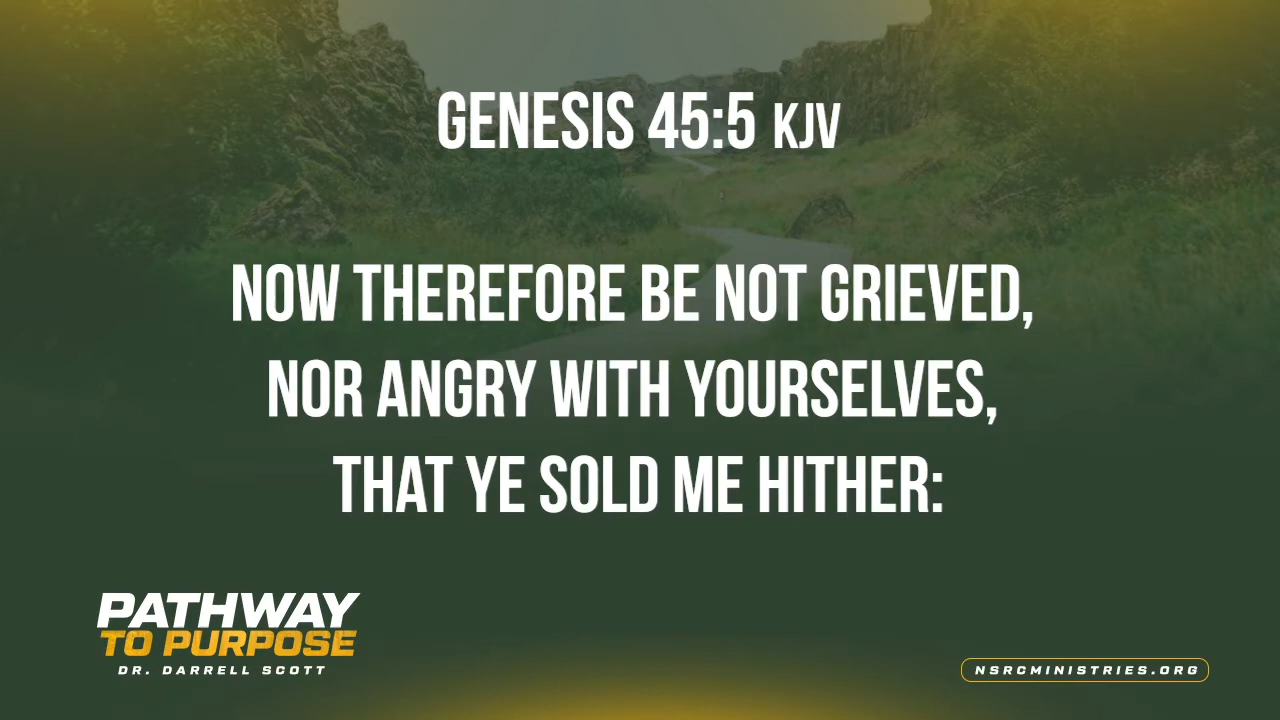 GENESIS 45:5 KJV
NOW THEREFORE BE NOT GRIEVED,
NOR ANGRY WITH YOURSELVES,
THAT YE SOLD ME HITHER:
PATHWAY
TO PURPOSE
DR. DARRELL SCOTT
NSRCMINISTRIES.ORG